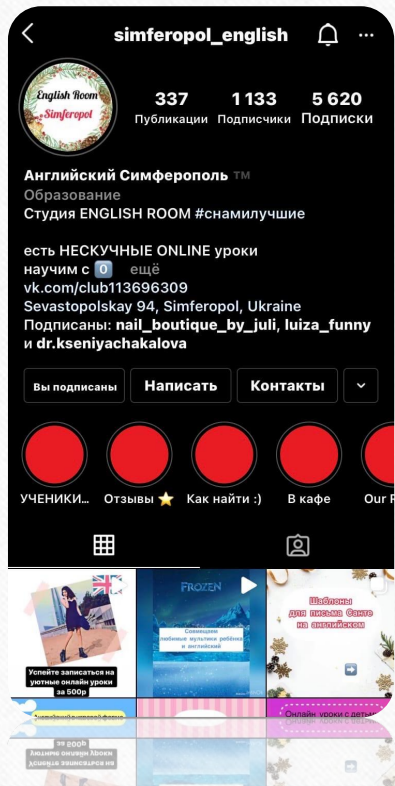 simferopol_english
English Room
Simferopol
337
1 133
5 620
Публикации
Подписчики
Подписки
Английский Симферополь ™
Образование
Студия ENGLISH ROOM #снамилучшие
есть НЕСКУЧНЫЕ ONLINE уроки
научим с 0 ещё
vk.com/club113696309
Sevastopolskay 94, Simferopol, Ukraine
Подписаны: nail_boutique_by_juli, luiza_funny
и dr.kseniyachakalova
Вы подписаны
Написать
Контакты
УЧЕНИКИ...
Отзывы ⭐
Как найти :)
В кафе
Our
Успейте записаться на
уютные онлайн уроки
за 500р
FROZEN
Совмещаем
любимые мультики ребёнка
и английский
Шаблоны
для письма Санте
на английском
Онлайн уроки с детьми